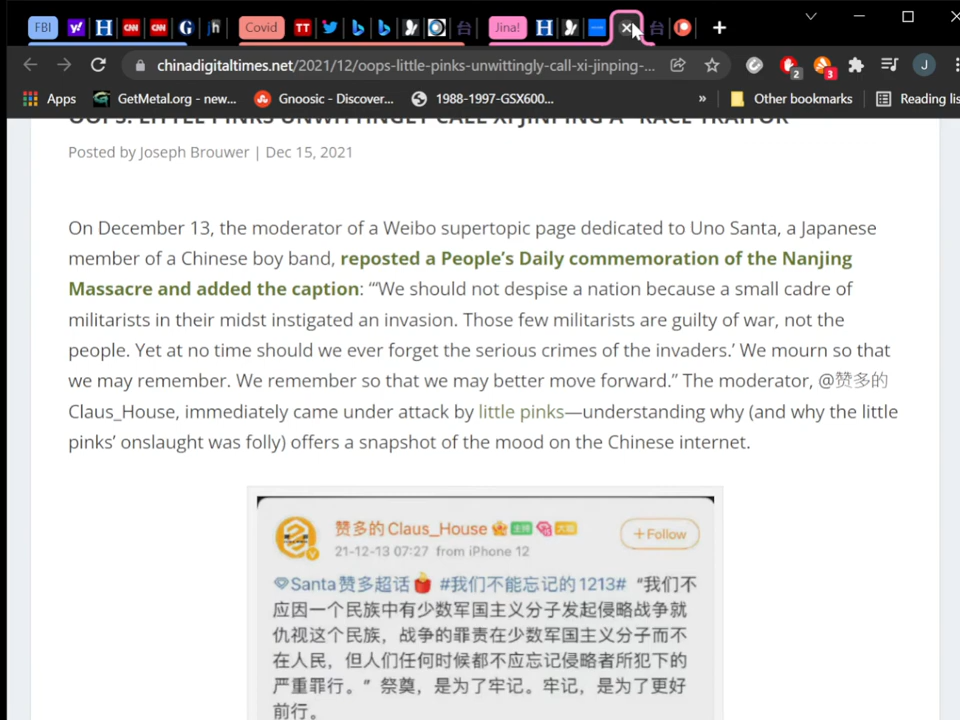 FBI
Covid
TT
Jina!
chinadigitaltimes.net/2021/12/oops-little-pinks-unwittingly-call-xi-jinping-...
2
3
J
Apps
GetMetal.org - new...
Gnoosic - Discover...
1988-1997-GSX600...
»
Other bookmarks
Reading lis
OOPS: LITTLE PINKS UNWITTINGLY CALL XI JINPING A "RACE TRAITOR"
Posted by Joseph Brouwer | Dec 15, 2021
On December 13, the moderator of a Weibo supertopic page dedicated to Uno Santa, a Japanese
member of a Chinese boy band, reposted a People's Daily commemoration of the Nanjing
Massacre and added the caption: "'We should not despise a nation because a small cadre of
militarists in their midst instigated an invasion. Those few militarists are guilty of war, not the
people. Yet at no time should we ever forget the serious crimes of the invaders.' We mourn so that
we may remember. We remember so that we may better move forward." The moderator, @赞多的
Claus_House, immediately came under attack by little pinks—understanding why (and why the little
pinks' onslaught was folly) offers a snapshot of the mood on the Chinese internet.
赞多的Claus_House
+Follow
21-12-13 07:27 from iPhone 12
Santa赞多超话 #我们不能忘记的1213# “我们不
应因一个民族中有少数军国主义分子发起侵略战争就
仇视这个民族，战争的罪责在少数军国主义分子而不
在人民，但人们任何时候都不应忘记侵略者所犯下的
严重罪行。” 祭奠，是为了牢记。牢记，是为了更好
前行。